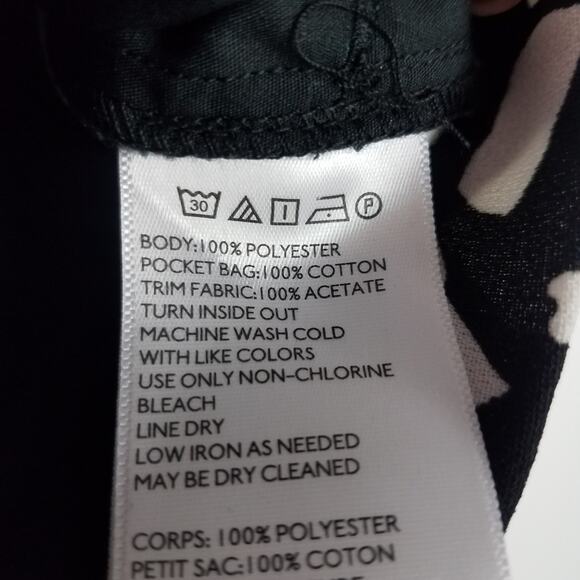 30 P
BODY:100% POLYESTER
POCKET BAG:100% COTTON
TRIM FABRIC:100% ACETATE
TURN INSIDE OUT
MACHINE WASH COLD
WITH LIKE COLORS
USE ONLY NON-CHLORINE
BLEACH
LINE DRY
LOW IRON AS NEEDED
MAY BE DRY CLEANED
CORPS: 100% POLYESTER
PETIT SAC:100% COTON